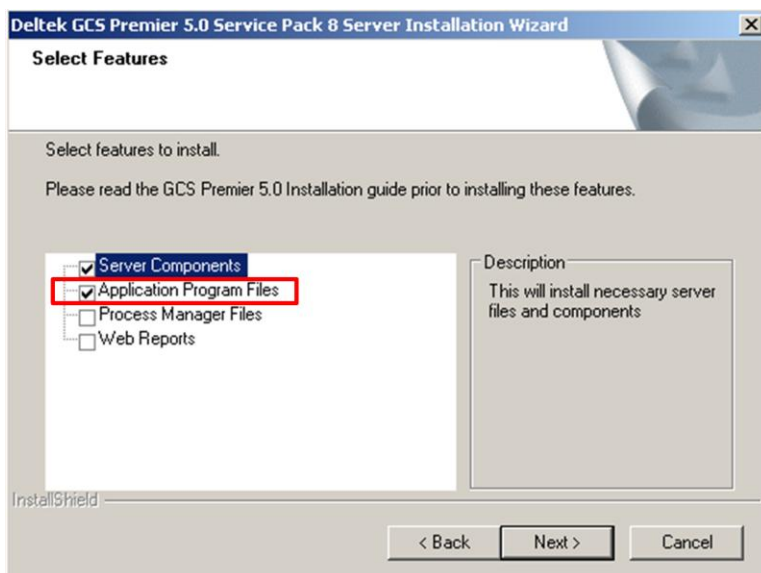 Deltek GCS Premier 5.0 Service Pack 8 Server Installation Wizard
Select Features
Select features to install.
Please read the GCS Premier 5.0 Installation guide prior to installing these features.
Server Components
Application Program Files
Process Manager Files
Web Reports
Description
This will install necessary server
files and components
InstallShield
< Back
Next >
Cancel